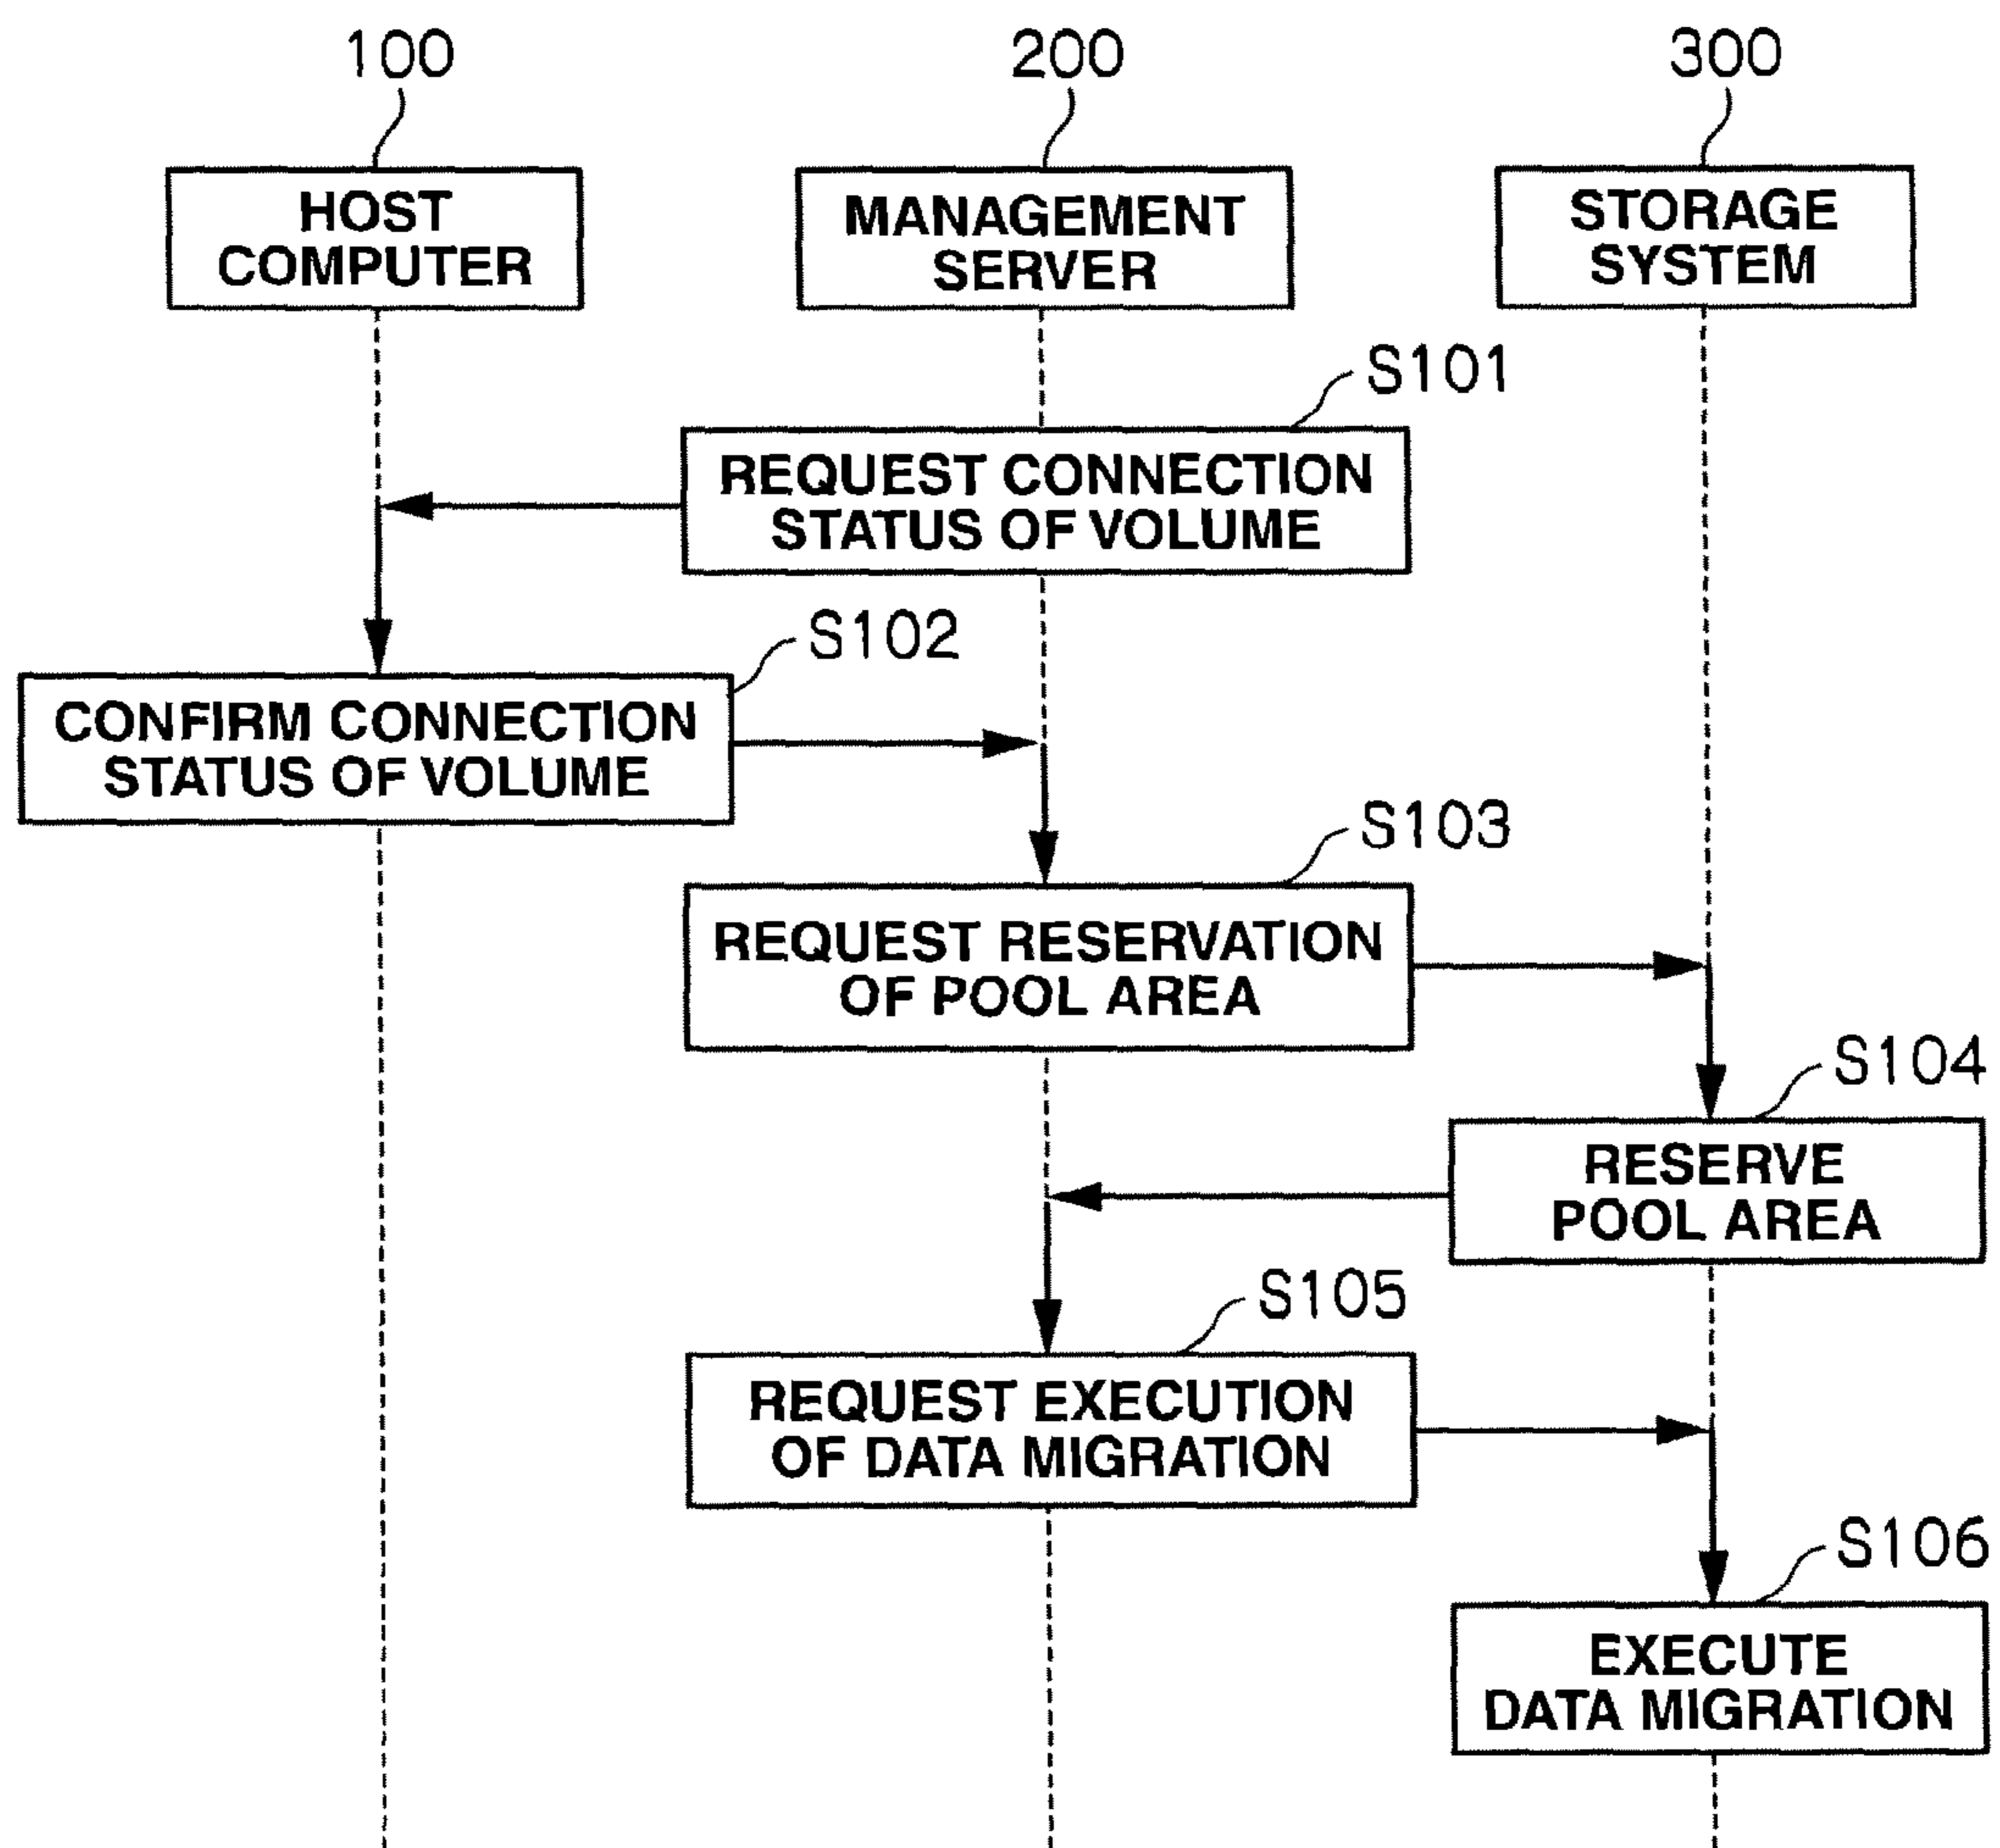 100
200
300
HOST
COMPUTER
MANAGEMENT
SERVER
STORAGE
SYSTEM
S101
REQUEST CONNECTION
STATUS OF VOLUME
S102
CONFIRM CONNECTION
STATUS OF VOLUME
S103
REQUEST RESERVATION
OF POOL AREA
S104
RESERVE
POOL AREA
S105
REQUEST EXECUTION
OF DATA MIGRATION
S106
EXECUTE
DATA MIGRATION